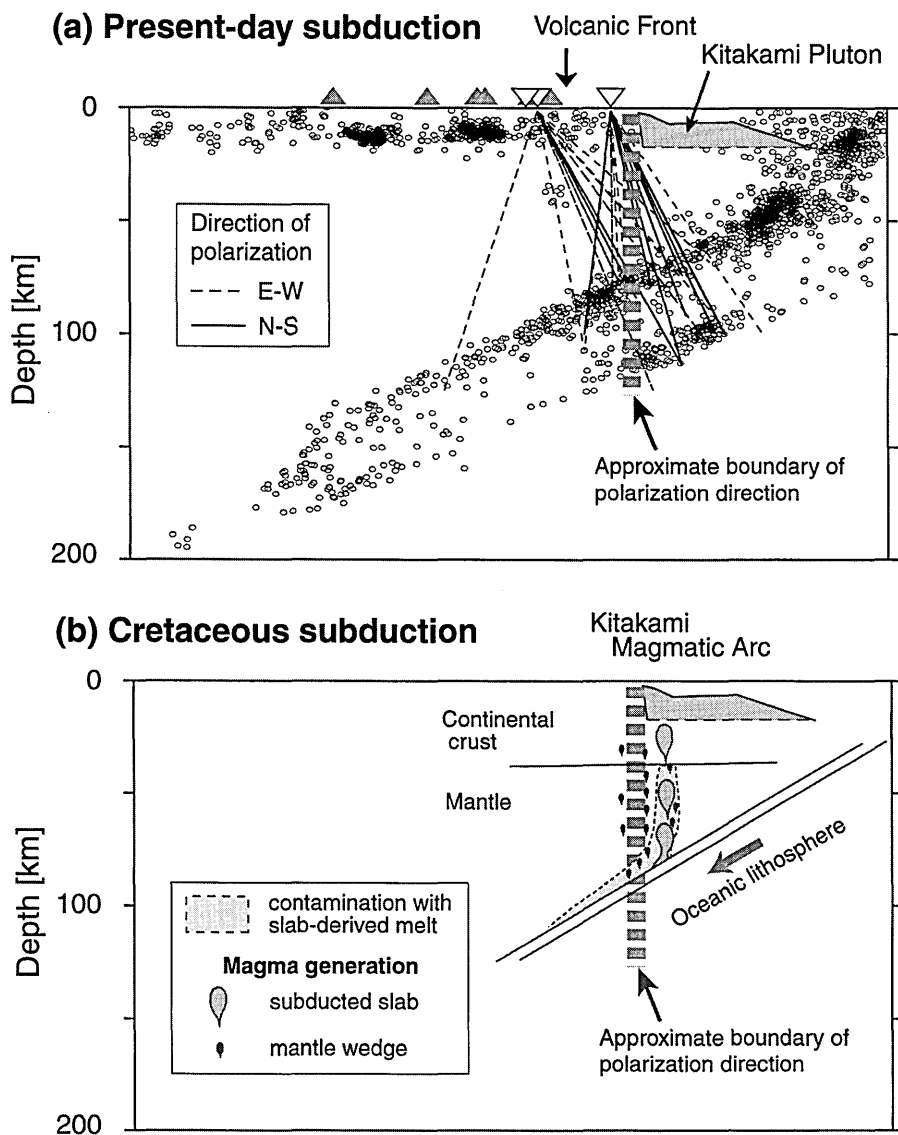 (a) Present-day subduction
Volcanic Front
Kitakami Pluton
0
100
200
Depth [km]
Direction of
polarization
E-W
N-S
Approximate boundary of
polarization direction
(b) Cretaceous subduction
Kitakami
Magmatic Arc
0
100
200
Depth [km]
Continental
crust
Mantle
Oceanic lithosphere
contamination with
slab-derived melt
Magma generation
subducted slab
mantle wedge
Approximate boundary of
polarization direction